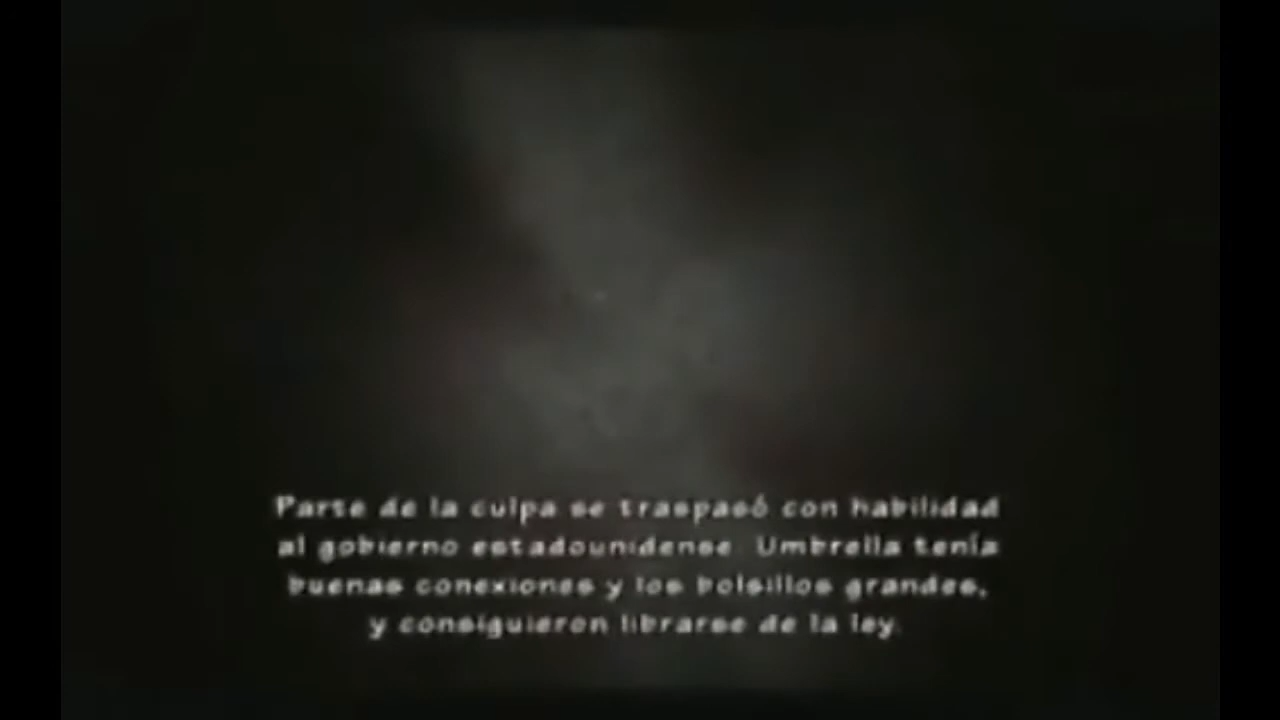 Parte de la culpa se traspasó con habilidad
al gobierno estadounidense. Umbrella tenía
buenas conexiones y los bolsillos grandes,
y consiguieron librarse de la ley.